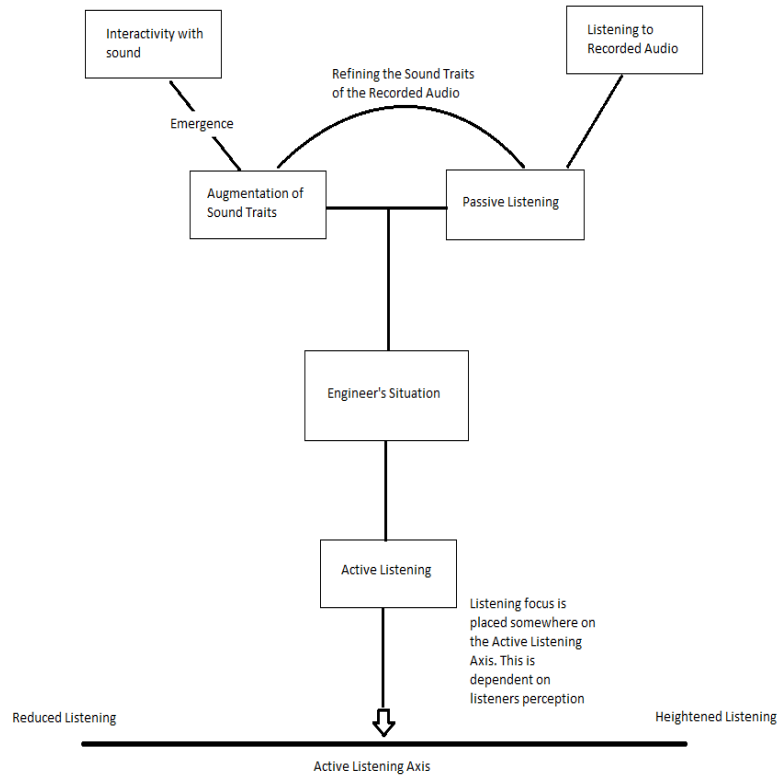 Interactivity with
sound
Listening to
Recorded Audio
Refining the Sound Traits
of the Recorded Audio
Emergence
Augmentation of
Sound Traits
Passive Listening
Engineer's Situation
Active Listening
Listening focus is
placed somewhere on
the Active Listening
Axis. This is
dependent on
listeners perception
Reduced Listening
Heightened Listening
Active Listening Axis